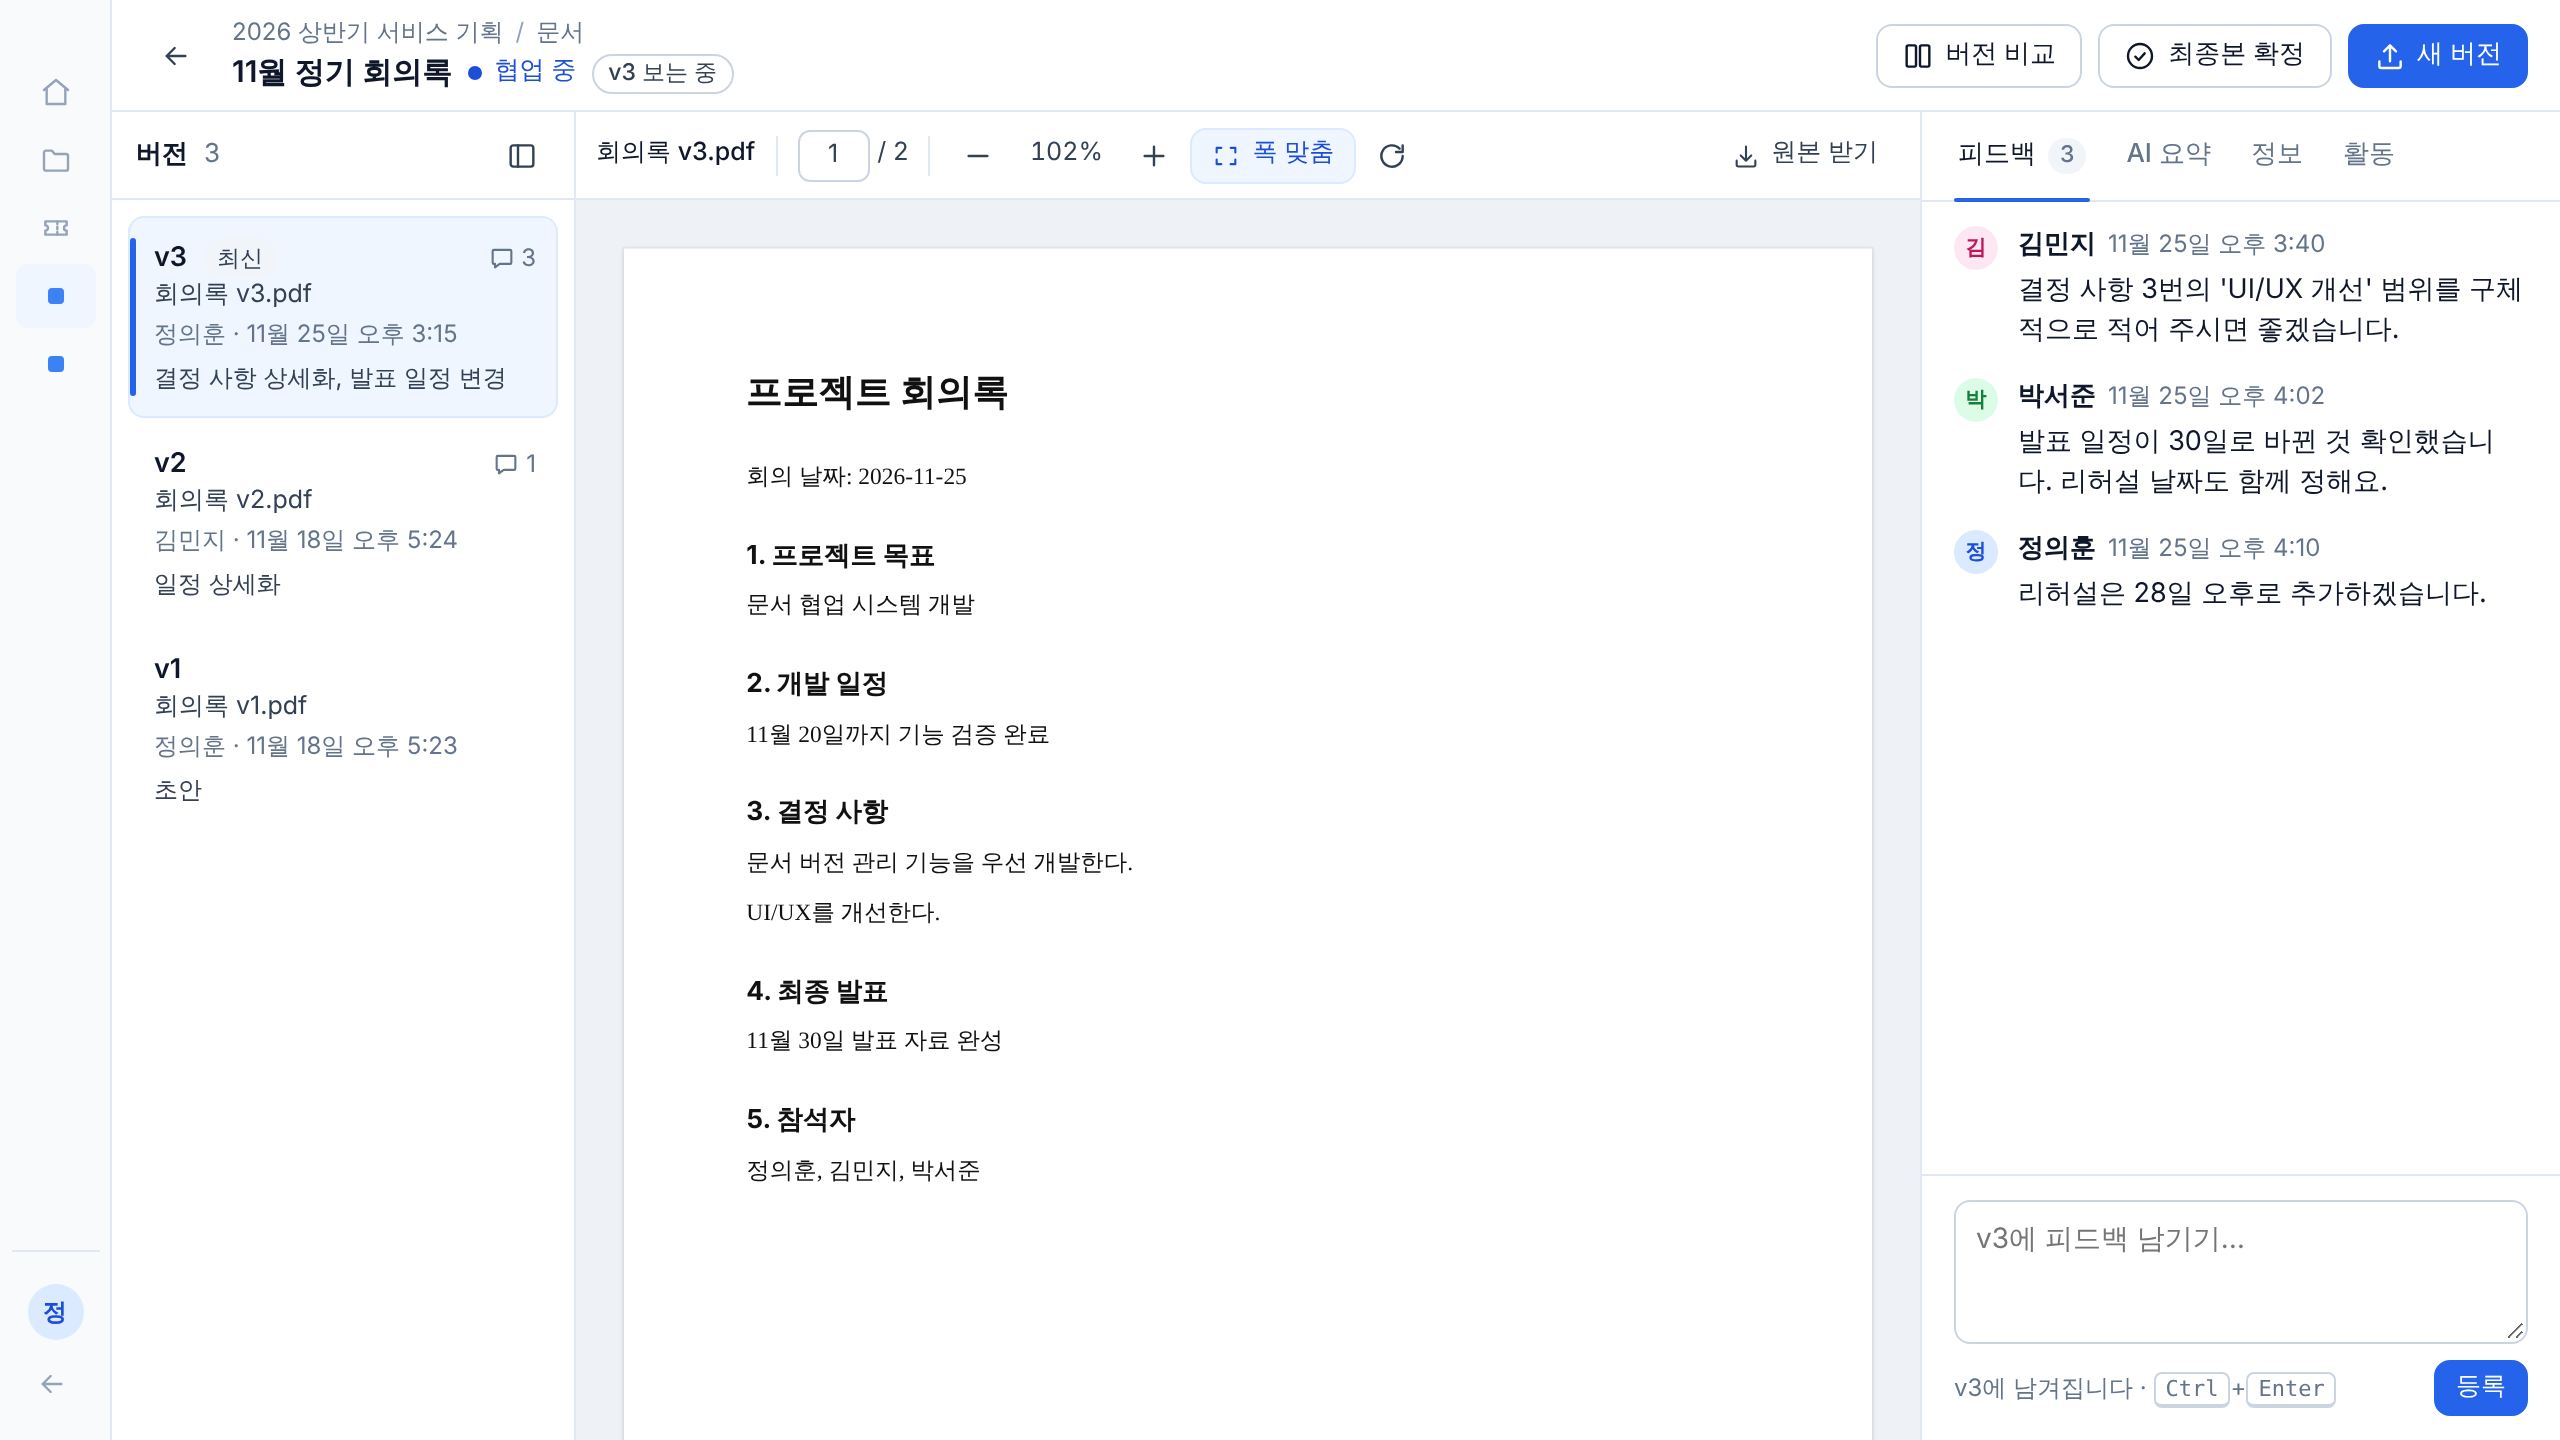 2026 상반기 서비스 기획 / 문서
11월 정기 회의록 협업 중 v3 보는 중
버전 비교
최종본 확정
새 버전
버전 3
v3 최신 3
회의록 v3.pdf
정의훈 · 11월 25일 오후 3:15
결정 사항 상세화, 발표 일정 변경
v2 1
회의록 v2.pdf
김민지 · 11월 18일 오후 5:24
일정 상세화
v1
회의록 v1.pdf
정의훈 · 11월 18일 오후 5:23
초안
정
회의록 v3.pdf 1 / 2 102% 폭 맞춤 원본 받기
프로젝트 회의록
회의 날짜: 2026-11-25
1. 프로젝트 목표
문서 협업 시스템 개발
2. 개발 일정
11월 20일까지 기능 검증 완료
3. 결정 사항
문서 버전 관리 기능을 우선 개발한다.
UI/UX를 개선한다.
4. 최종 발표
11월 30일 발표 자료 완성
5. 참석자
정의훈, 김민지, 박서준
피드백 3 AI 요약 정보 활동
김 김민지 11월 25일 오후 3:40
결정 사항 3번의 'UI/UX 개선' 범위를 구체
적으로 적어 주시면 좋겠습니다.
박 박서준 11월 25일 오후 4:02
발표 일정이 30일로 바뀐 것 확인했습니
다. 리허설 날짜도 함께 정해요.
정 정의훈 11월 25일 오후 4:10
리허설은 28일 오후로 추가하겠습니다.
v3에 피드백 남기기...
v3에 남겨집니다 · Ctrl+Enter 등록